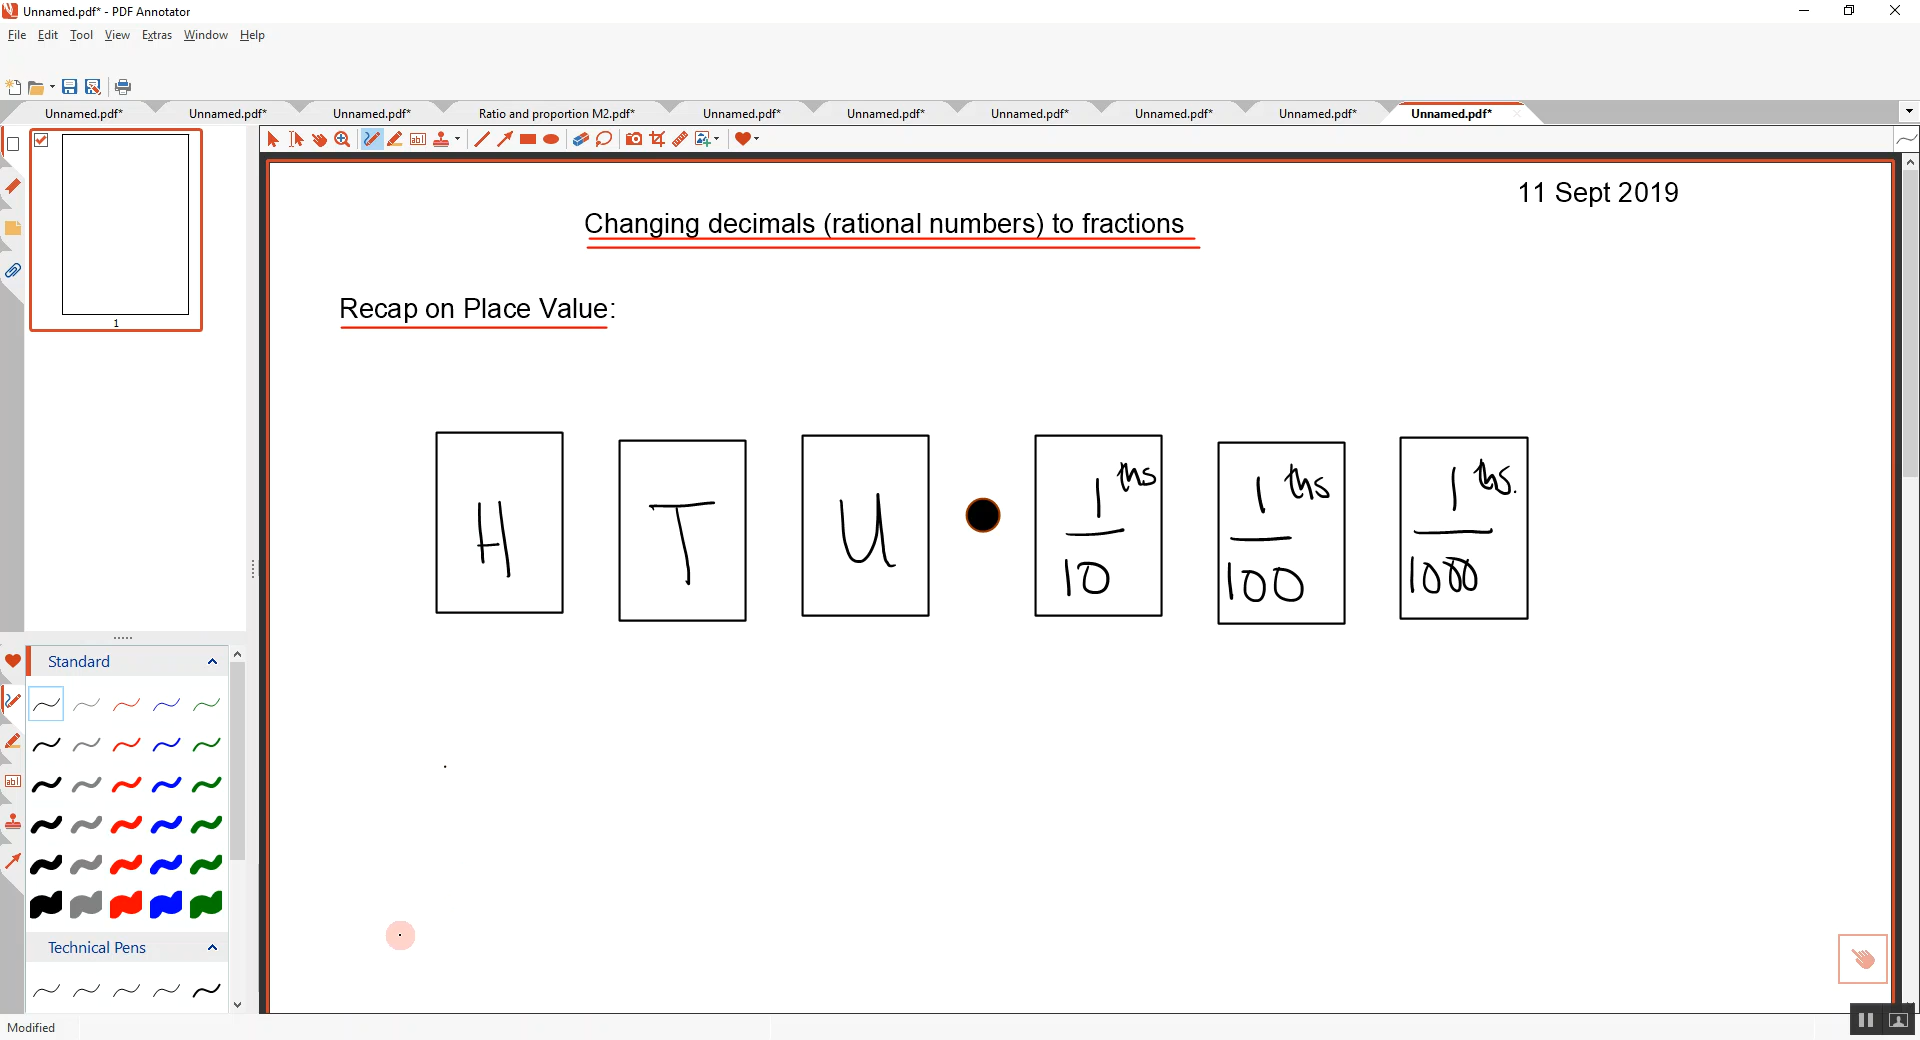 Unnamed.pdf* - PDF Annotator
File Edit Tool View Extras Window Help
Unnamed.pdf* Unnamed.pdf* Unnamed.pdf* Ratio and proportion M2.pdf* Unnamed.pdf* Unnamed.pdf* Unnamed.pdf* Unnamed.pdf* Unnamed.pdf* Unnamed.pdf*
1
11 Sept 2019
Changing decimals (rational numbers) to fractions
Recap on Place Value:
H T U 1 ths 1 ths 1 ths.
10 100 1000
Standard
Technical Pens
Modified